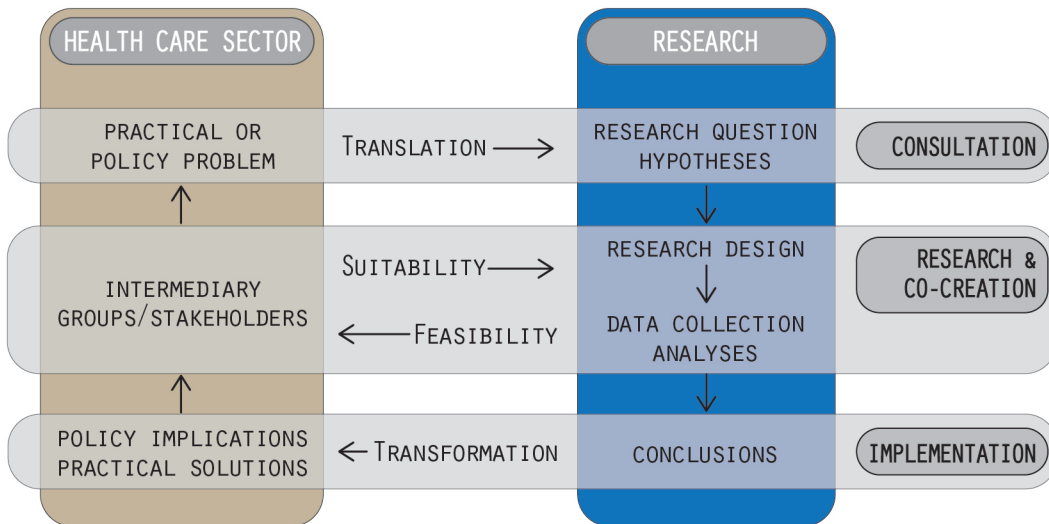 HEALTH CARE SECTOR
RESEARCH
PRACTICAL OR
POLICY PROBLEM
TRANSLATION
RESEARCH QUESTION
HYPOTHESES
CONSULTATION
INTERMEDIARY
GROUPS/STAKEHOLDERS
SUITABILITY
FEASIBILITY
RESEARCH DESIGN
DATA COLLECTION
ANALYSES
RESEARCH &
CO-CREATION
POLICY IMPLICATIONS
PRACTICAL SOLUTIONS
TRANSFORMATION
CONCLUSIONS
IMPLEMENTATION